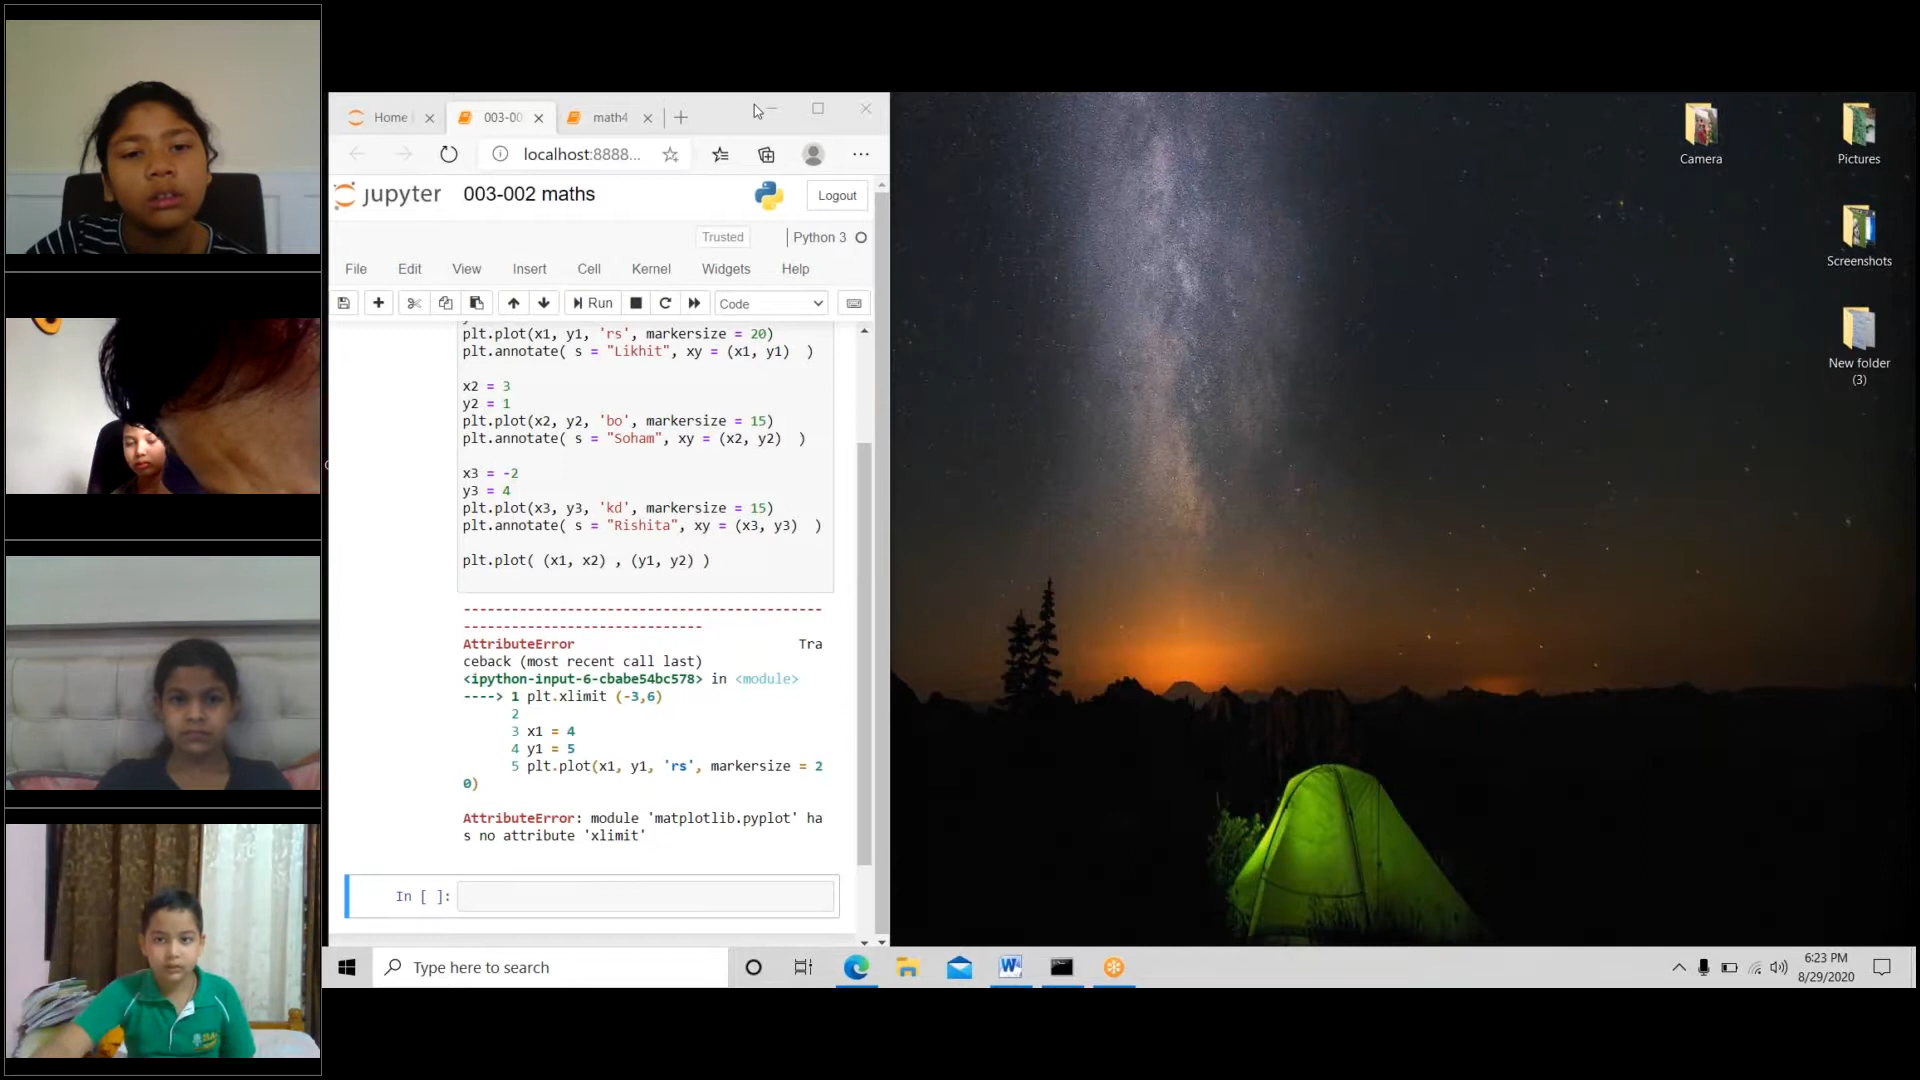 Home
003-00
math4
localhost:8888...
jupyter 003-002 maths
Logout
Trusted
Python 3
File Edit View Insert Cell Kernel Widgets Help
Run
Code
plt.plot(x1, y1, 'rs', markersize = 20)
plt.annotate( s = "Likhit", xy = (x1, y1)  )
x2 = 3
y2 = 1
plt.plot(x2, y2, 'bo', markersize = 15)
plt.annotate( s = "Soham", xy = (x2, y2)  )
x3 = -2
y3 = 4
plt.plot(x3, y3, 'kd', markersize = 15)
plt.annotate( s = "Rishita", xy = (x3, y3)  )
plt.plot( (x1, x2) , (y1, y2) )
---------------------------------------------
------------------------------
AttributeError Tra
ceback (most recent call last)
<ipython-input-6-cbabe54bc578> in <module>
----> 1 plt.xlimit (-3,6)
2
3 x1 = 4
4 y1 = 5
5 plt.plot(x1, y1, 'rs', markersize = 2
0)
AttributeError: module 'matplotlib.pyplot' ha
s no attribute 'xlimit'
In [ ]:
Camera
Pictures
Screenshots
New folder
(3)
Type here to search
6:23 PM
8/29/2020